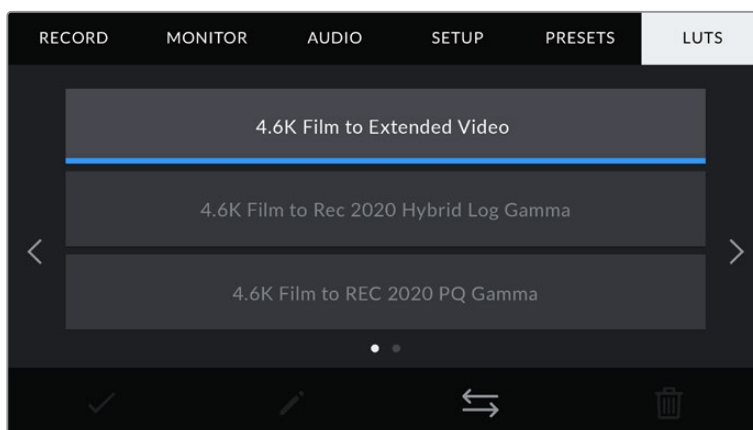 RECORD MONITOR AUDIO SETUP PRESETS LUTS
4.6K Film to Extended Video
4.6K Film to Rec 2020 Hybrid Log Gamma
4.6K Film to REC 2020 PQ Gamma